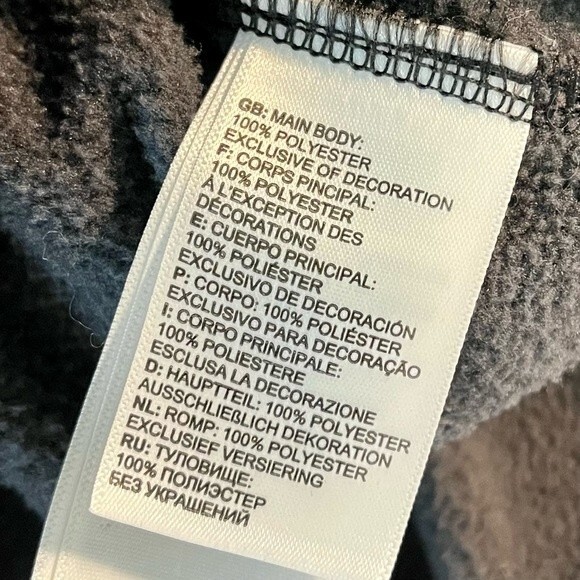 GB: MAIN BODY:
100% POLYESTER
EXCLUSIVE OF DECORATION
F: CORPS PINCIPAL:
100% POLYESTER
À L'EXCEPTION DES
DÉCORATIONS
E: CUERPO PRINCIPAL:
100% POLIÉSTER
EXCLUSIVO DE DECORACIÓN
P: CORPO: 100% POLIÉSTER
EXCLUSIVO PARA DECORAÇÃO
I: CORPO PRINCIPALE:
100% POLIESTERE
ESCLUSA LA DECORAZIONE
D: HAUPTTEIL: 100% POLYESTER
AUSSCHLIEßLICH DEKORATION
NL: ROMP: 100% POLYESTER
EXCLUSIEF VERSIERING
RU: ТУЛОВИЩЕ:
100% ПОЛИЭСТЕР
БЕЗ УКРАШЕНИЙ